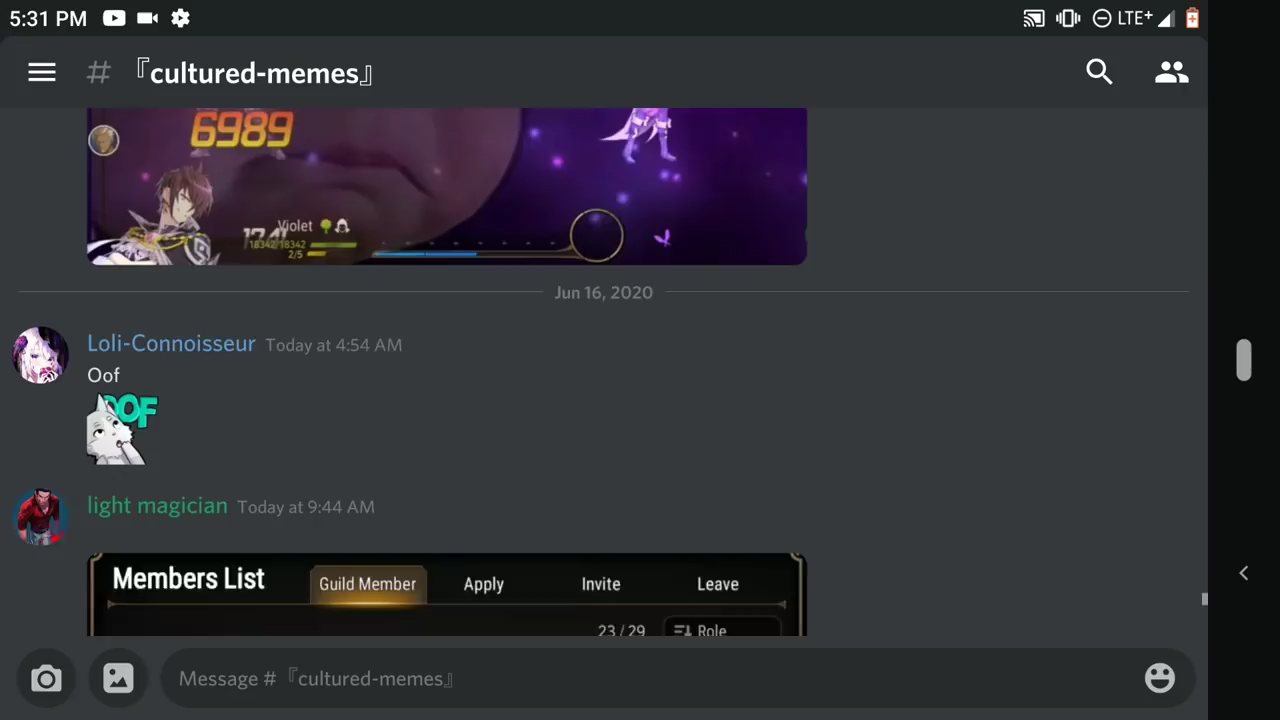 5:31 PM LTE+
# 『cultured-memes』
6989
Violet
18342/18342
2/5
Jun 16, 2020
Loli-Connoisseur Today at 4:54 AM
Oof
OOF
light magician Today at 9:44 AM
Members List Guild Member Apply Invite Leave
23/29 Role
Message # 『cultured-memes』